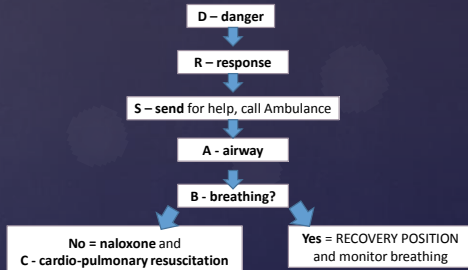 D – danger
R – response
S – send for help, call Ambulance
A - airway
B - breathing?
No = naloxone and
C - cardio-pulmonary resuscitation
Yes = RECOVERY POSITION
and monitor breathing